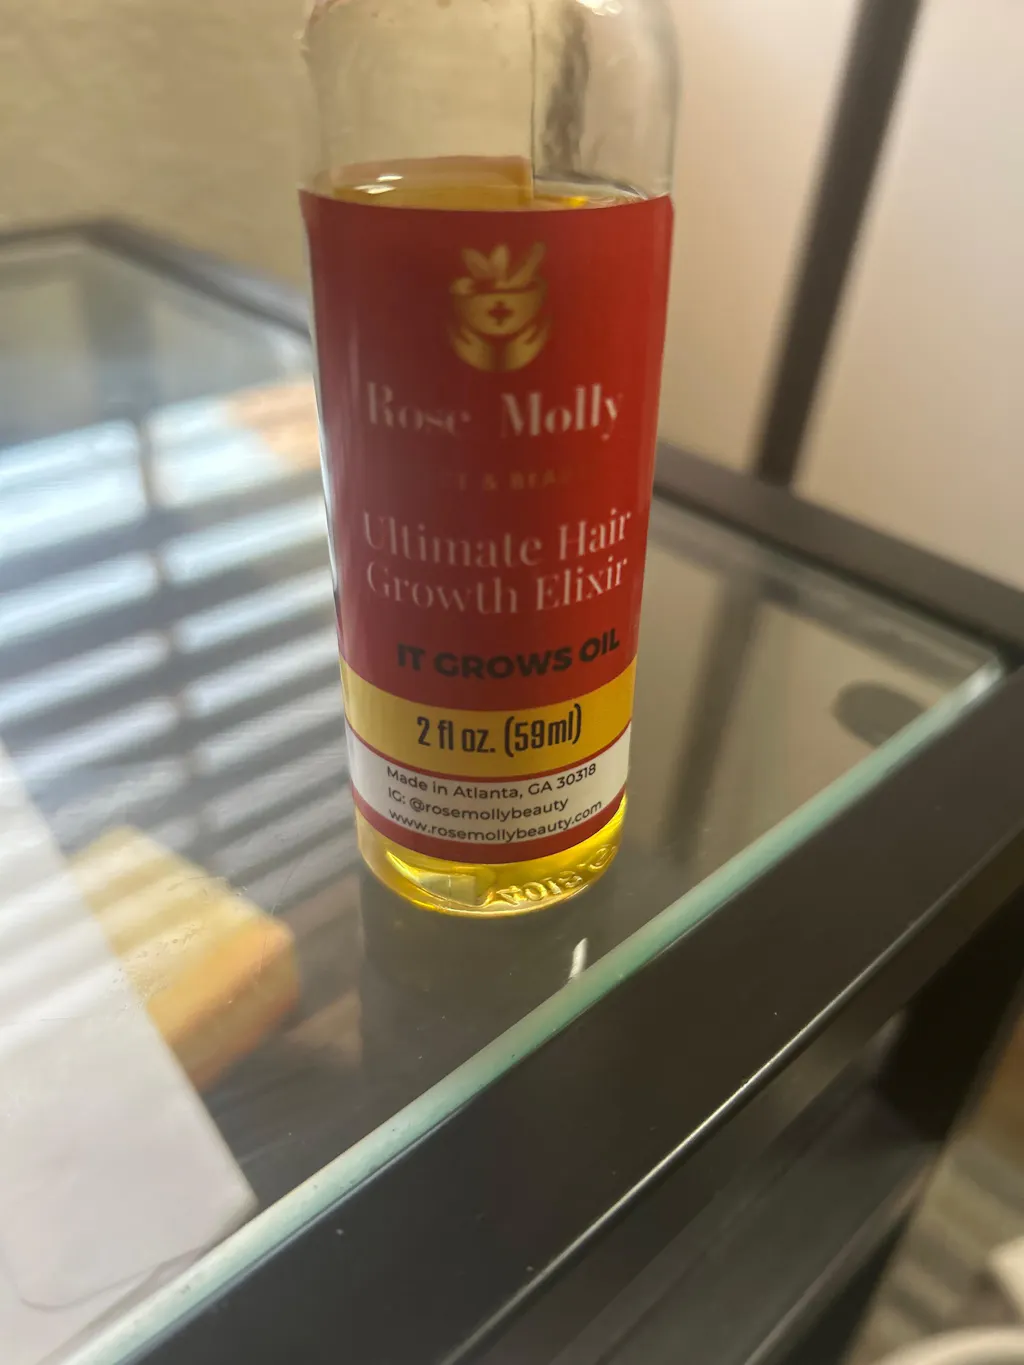 Rose Molly
& BEA
Ultimate Hair
Growth Elixir
IT GROWS OIL
2 fl oz. (59ml)
Made in Atlanta, GA 30318
IG: @rosemollybeauty
www.rosemollybeauty.com